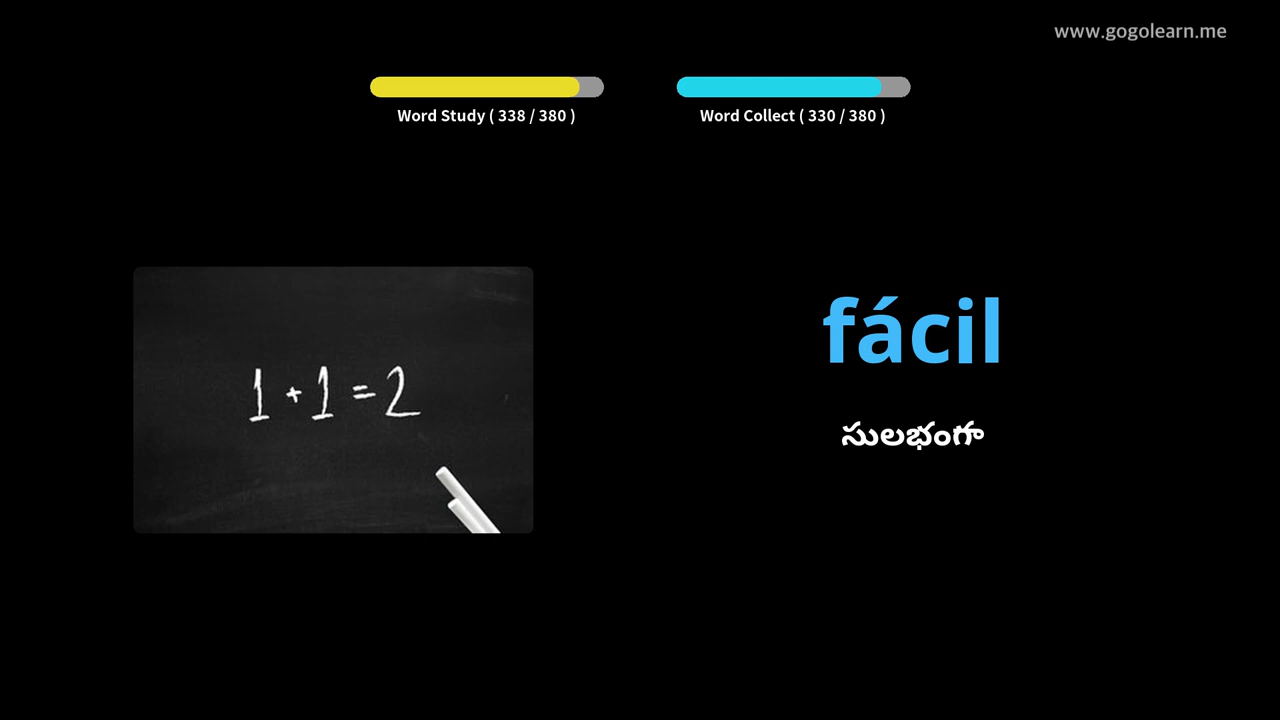 www.gogolearn.me
Word Study ( 338 / 380 )
Word Collect ( 330 / 380 )
1 + 1 = 2
fácil
సులభంగా